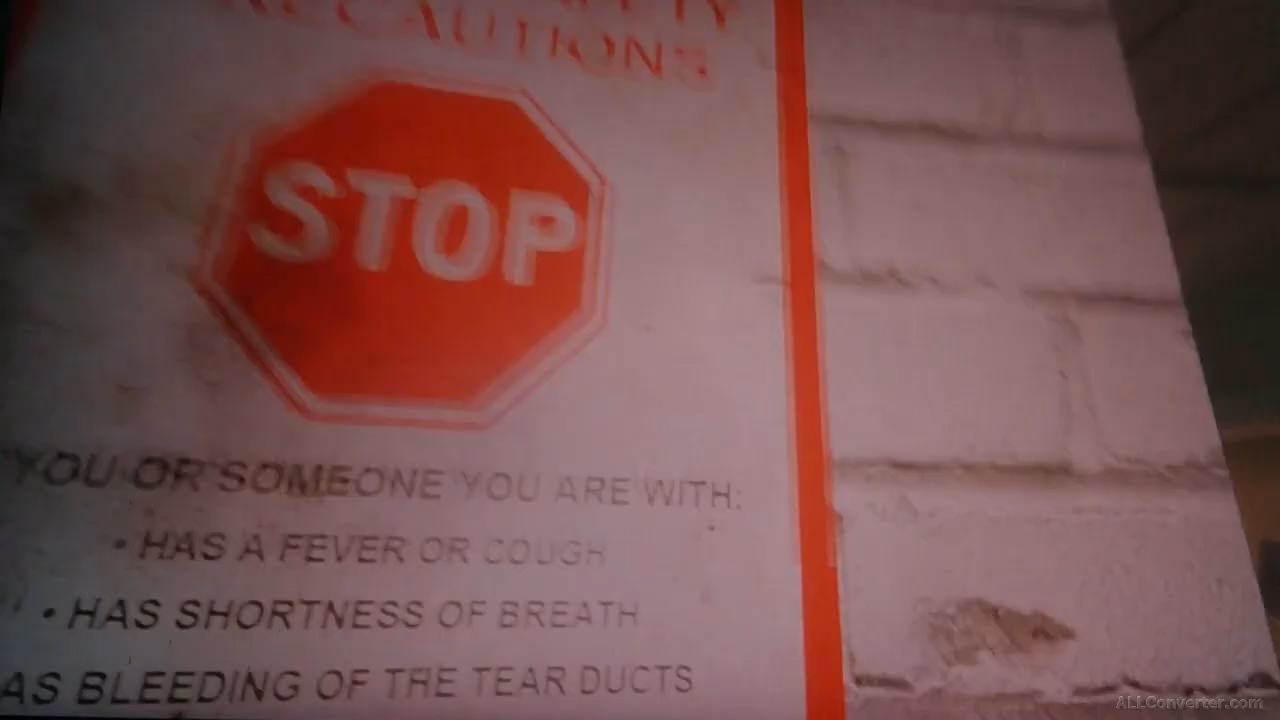 PRECAUTIONS
STOP
YOU OR SOMEONE YOU ARE WITH:
• HAS A FEVER OR COUGH
• HAS SHORTNESS OF BREATH
AS BLEEDING OF THE TEAR DUCTS
ALLConverter.com